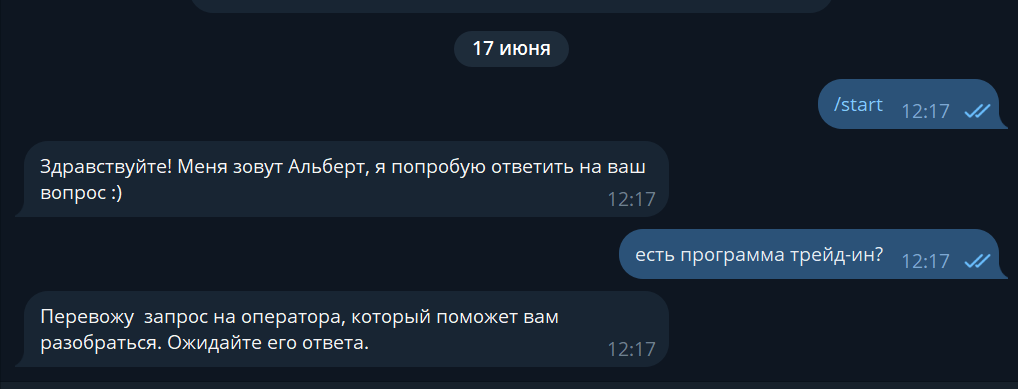 17 июня
/start 12:17
Здравствуйте! Меня зовут Альберт, я попробую ответить на ваш
вопрос :) 12:17
есть программа трейд-ин? 12:17
Перевожу  запрос на оператора, который поможет вам
разобраться. Ожидайте его ответа. 12:17